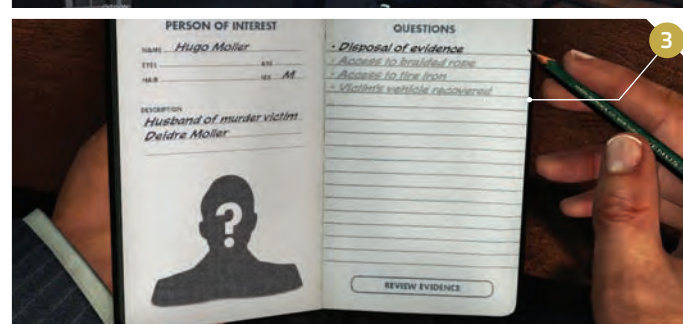 PERSON OF INTEREST
NAME Hugo Moller
EYES AGE
HAIR SEX M
DESCRIPTION
Husband of murder victim
Deidre Moller
QUESTIONS
- Disposal of evidence
- Access to braided rope
- Access to tire iron
- Victim's vehicle recovered
REVIEW EVIDENCE
3
VENUS